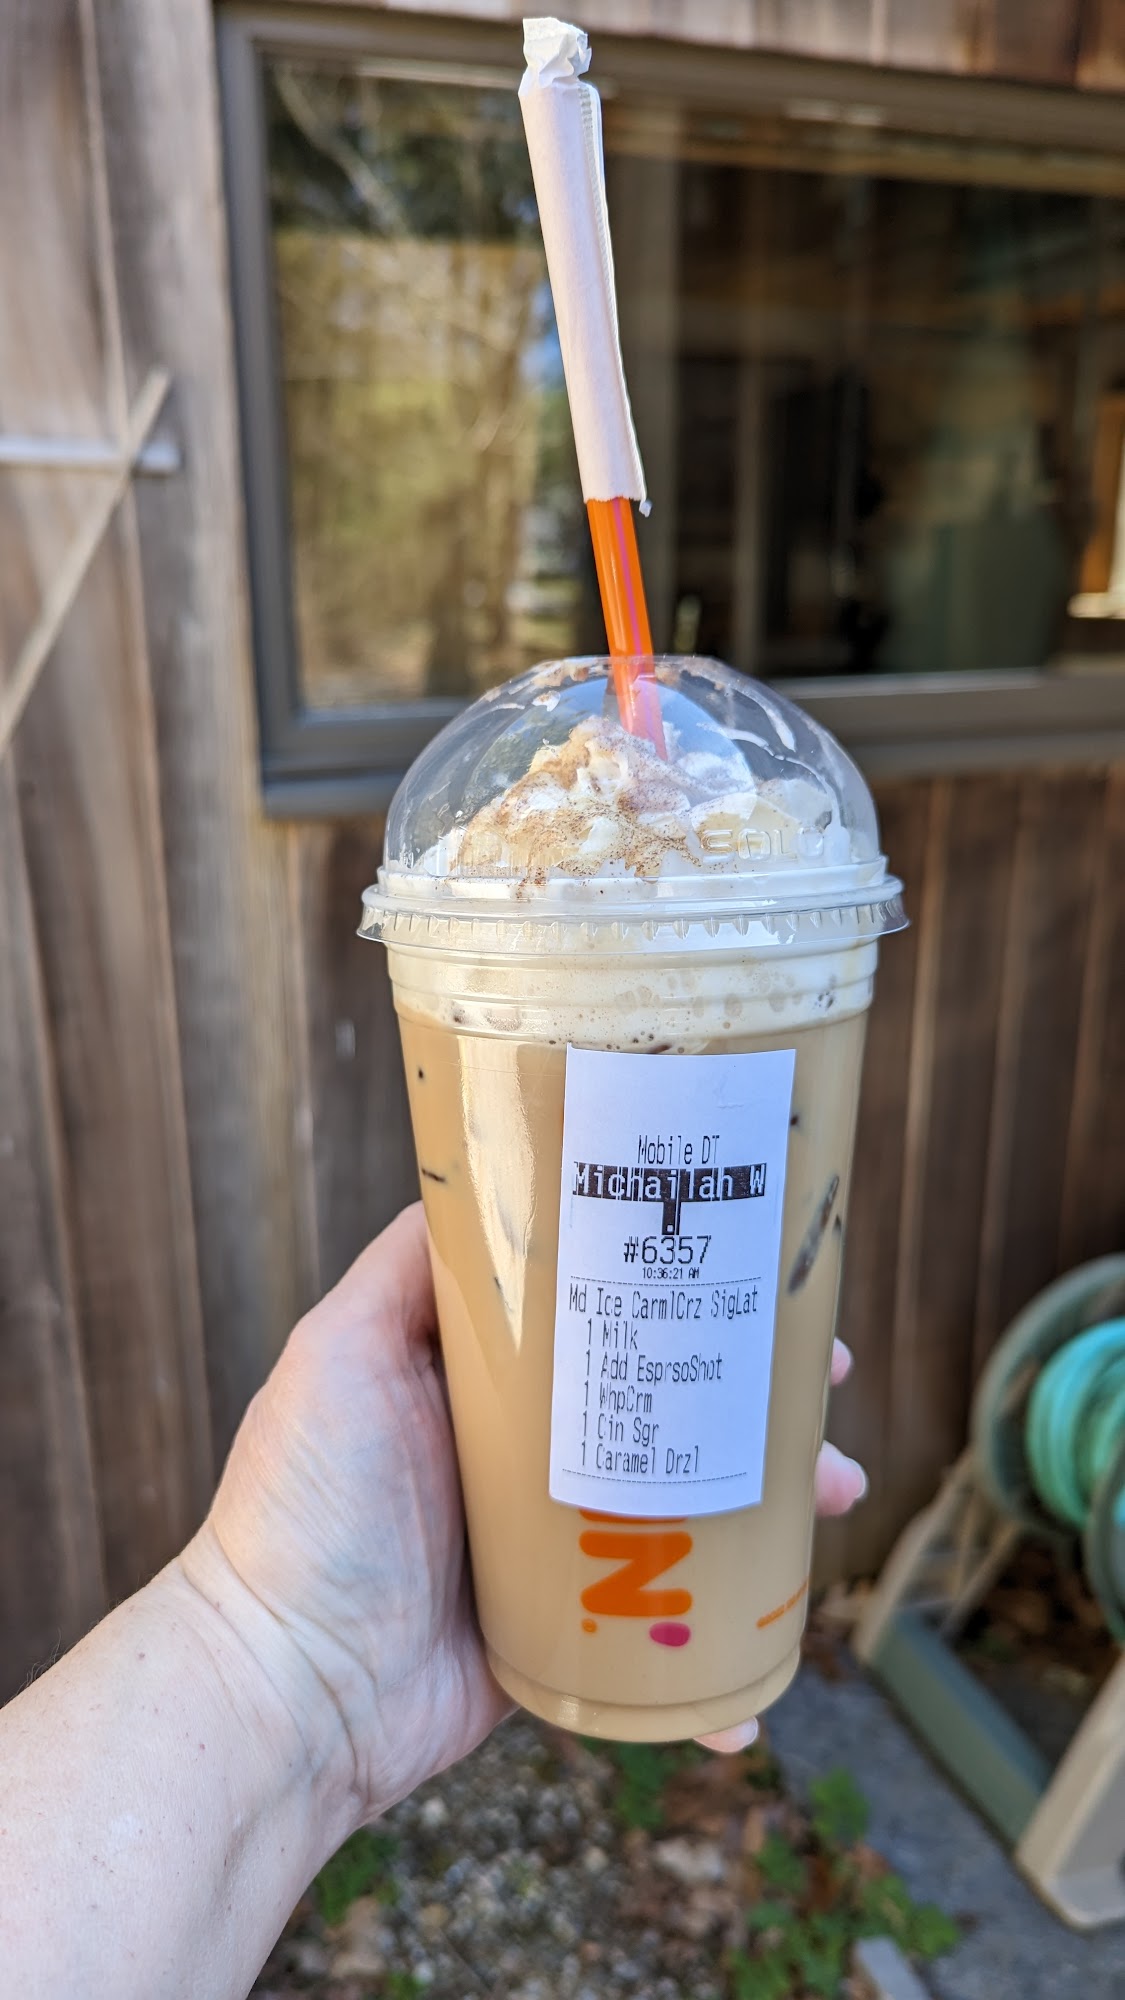 SOLO
Mobile DT
Michailah W
.
#6357
10:36:21 AM
Md Ice CarmlCrz SigLat
1 Milk
1 Add EsprsoShot
1 WhpCrm
1 Cin Sgr
1 Caramel Drzl
N'